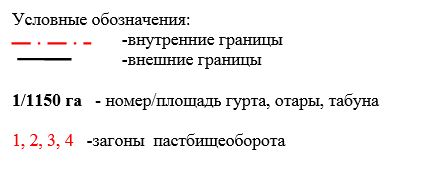 Условные обозначения:
-внутренние границы
-внешние границы
1/1150 га - номер/площадь гурта, отары, табуна
1, 2, 3, 4 -загоны пастбищеоборота